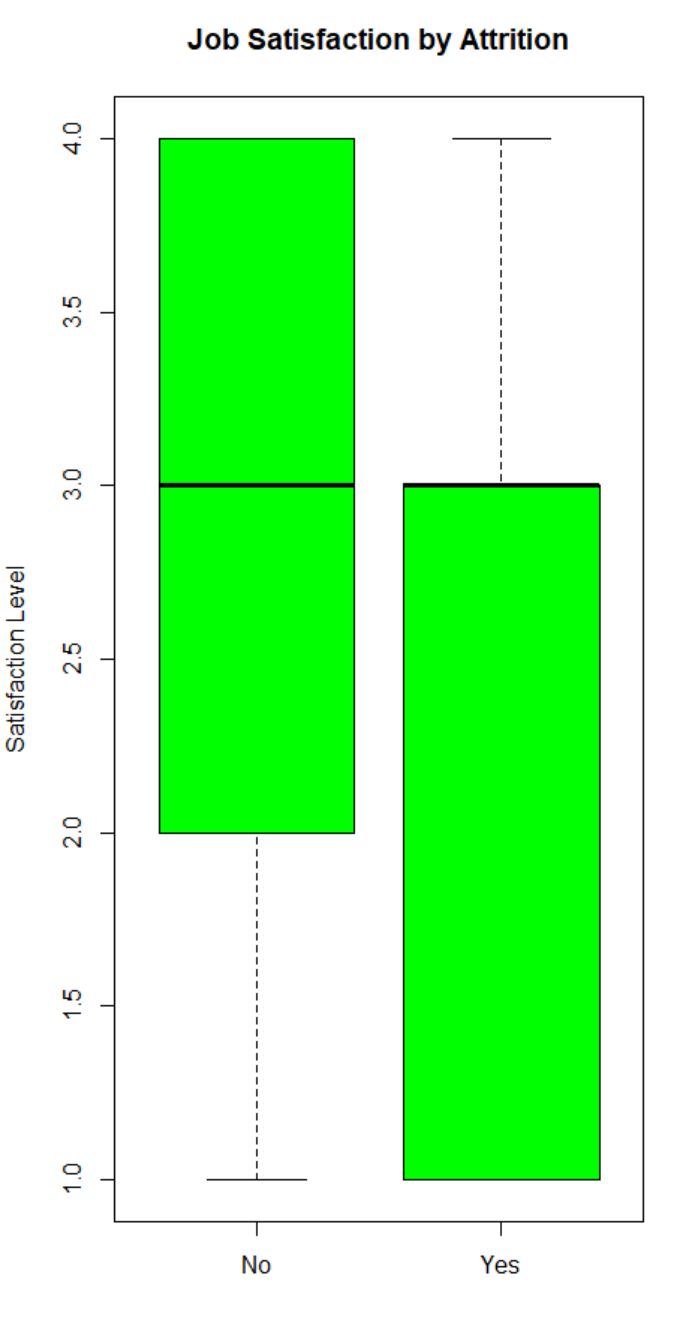 Job Satisfaction by Attrition
Satisfaction Level
4.0
3.5
3.0
2.5
2.0
1.5
1.0
No
Yes